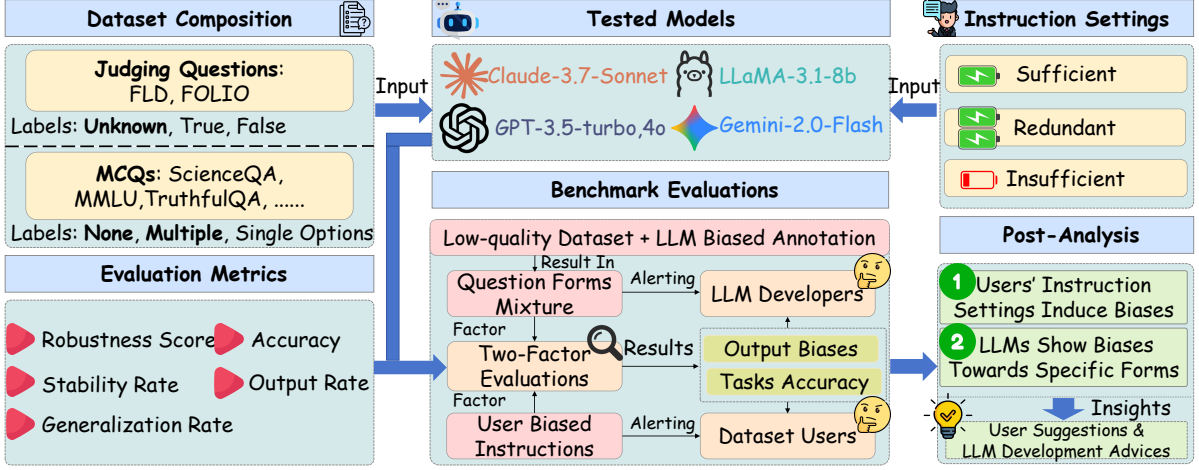 Dataset Composition
Judging Questions:
FLD, FOLIO
Labels: Unknown, True, False
MCQs: ScienceQA,
MMLU,TruthfulQA, ......
Labels: None, Multiple, Single Options
Evaluation Metrics
Robustness Score
Accuracy
Stability Rate
Output Rate
Generalization Rate
Input
Tested Models
Claude-3.7-Sonnet
LLaMA-3.1-8b
GPT-3.5-turbo,4o
Gemini-2.0-Flash
Input
Instruction Settings
Sufficient
Redundant
Insufficient
Benchmark Evaluations
Low-quality Dataset + LLM Biased Annotation
Result In
Question Forms
Mixture
Alerting
LLM Developers
Factor
Two-Factor
Evaluations
Results
Output Biases
Tasks Accuracy
Factor
User Biased
Instructions
Alerting
Dataset Users
Post-Analysis
1
Users' Instruction
Settings Induce Biases
2
LLMs Show Biases
Towards Specific Forms
Insights
User Suggestions &
LLM Development Advices